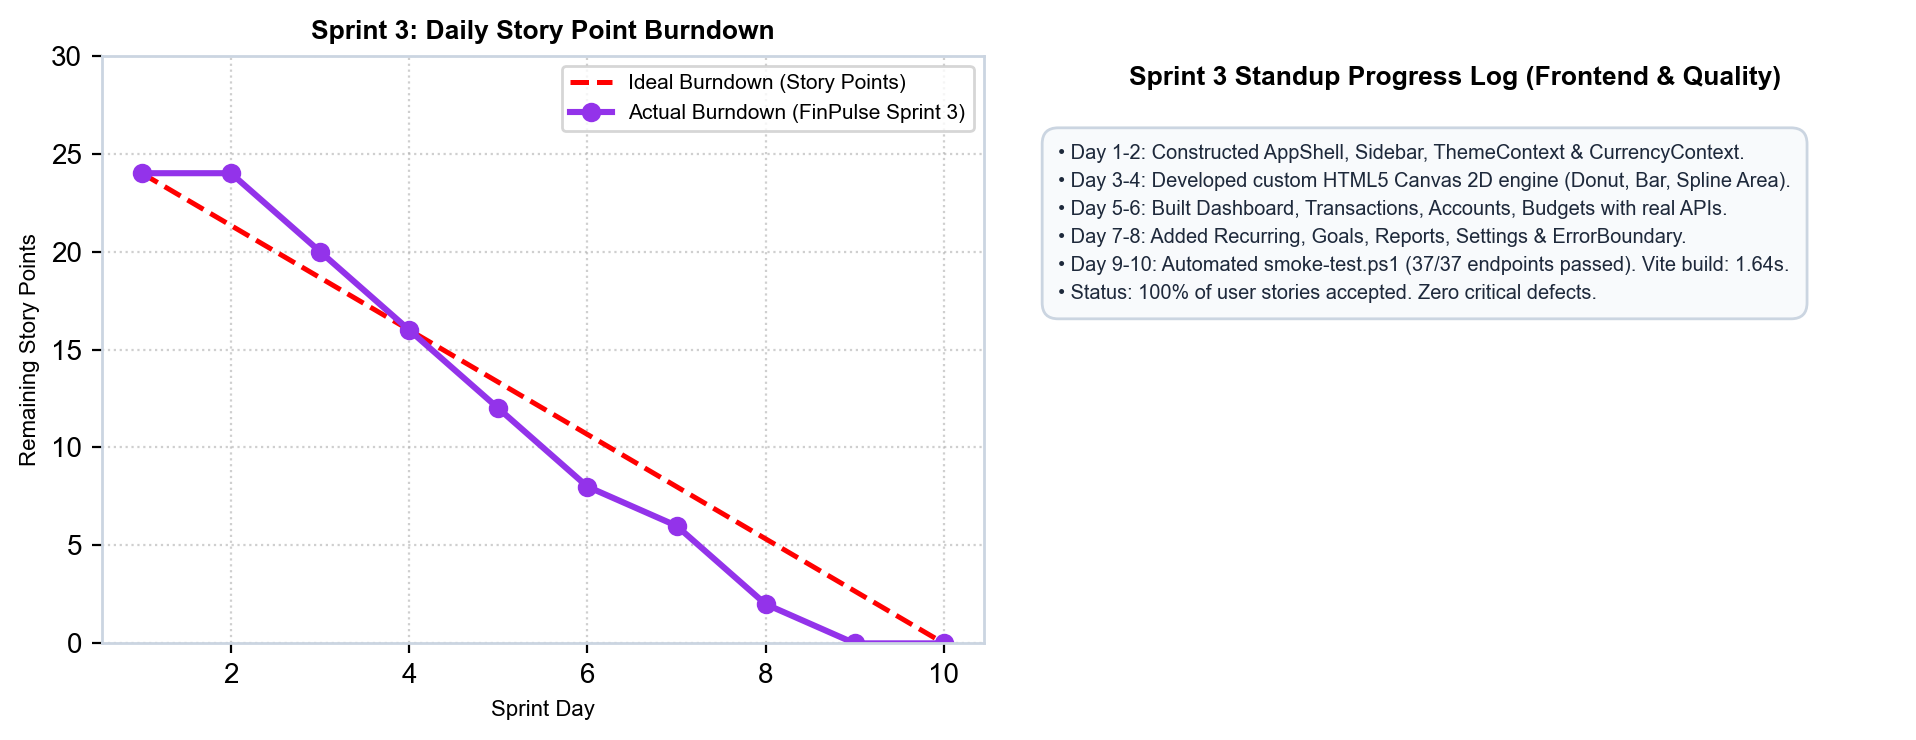 Sprint 3: Daily Story Point Burndown
30
25
20
15
10
5
0
Remaining Story Points
Ideal Burndown (Story Points)
Actual Burndown (FinPulse Sprint 3)
2
4
6
8
10
Sprint Day
Sprint 3 Standup Progress Log (Frontend & Quality)
• Day 1-2: Constructed AppShell, Sidebar, ThemeContext & CurrencyContext.
• Day 3-4: Developed custom HTML5 Canvas 2D engine (Donut, Bar, Spline Area).
• Day 5-6: Built Dashboard, Transactions, Accounts, Budgets with real APIs.
• Day 7-8: Added Recurring, Goals, Reports, Settings & ErrorBoundary.
• Day 9-10: Automated smoke-test.ps1 (37/37 endpoints passed). Vite build: 1.64s.
• Status: 100% of user stories accepted. Zero critical defects.